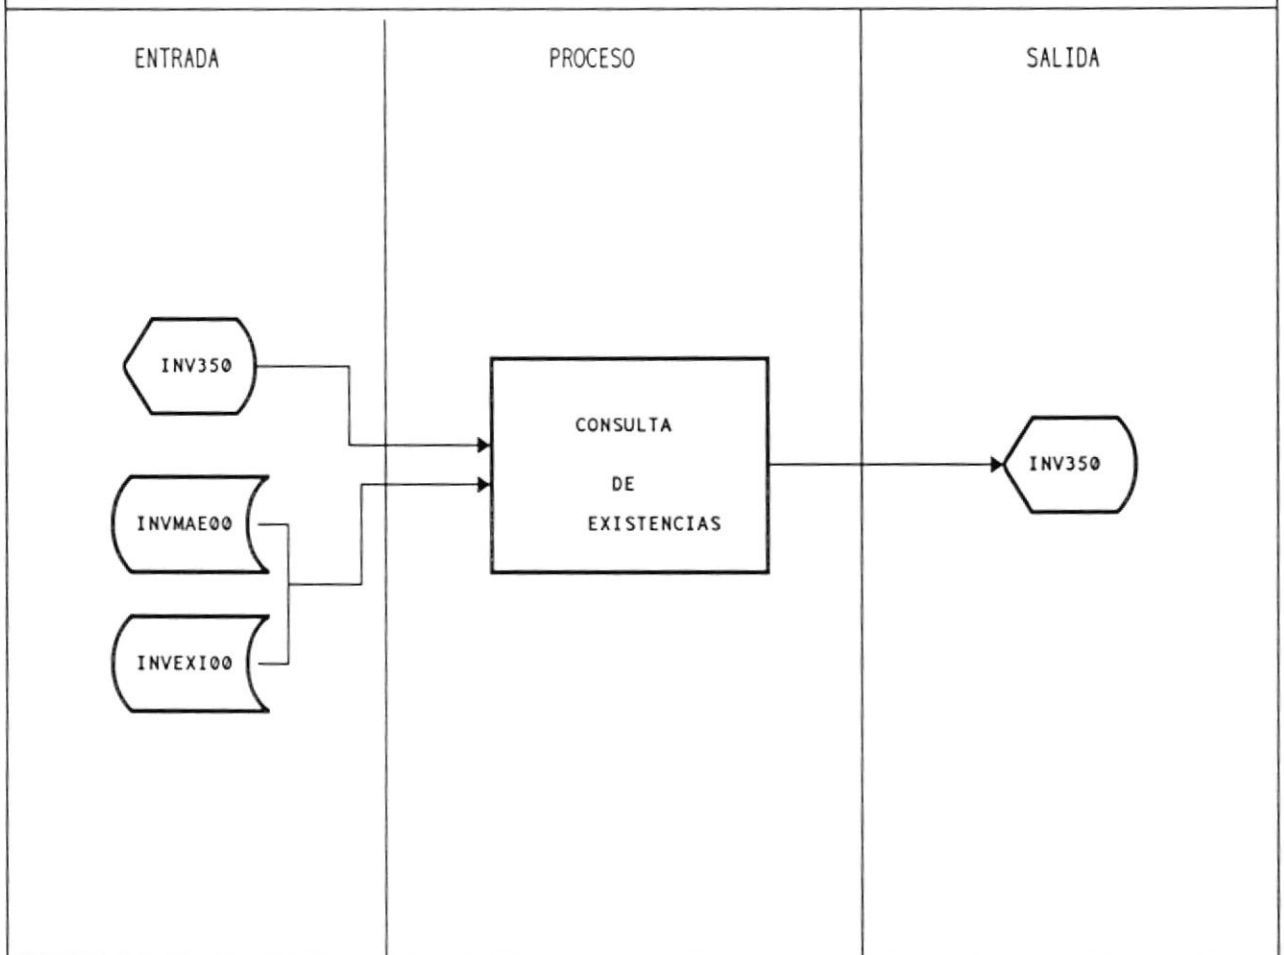 ENTRADA
PROCESO
SALIDA
INV350
INVMAE00
INVEXI00
CONSULTA
DE
EXISTENCIAS
INV350